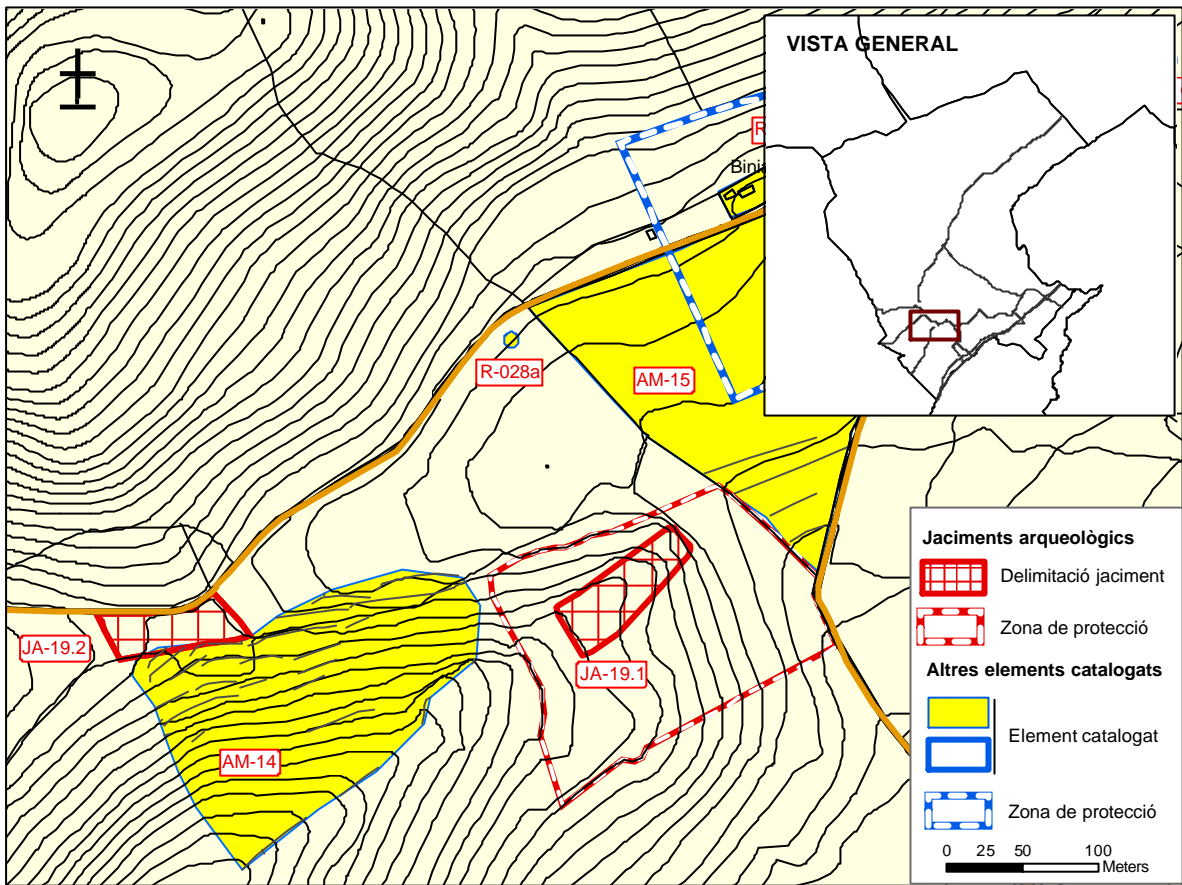 VISTA GENERAL
R-028a
AM-15
JA-19.2
JA-19.1
AM-14
Jaciments arqueològics
Delimitació jaciment
Zona de protecció
Altres elements catalogats
Element catalogat
Zona de protecció
0 25 50 100
Meters